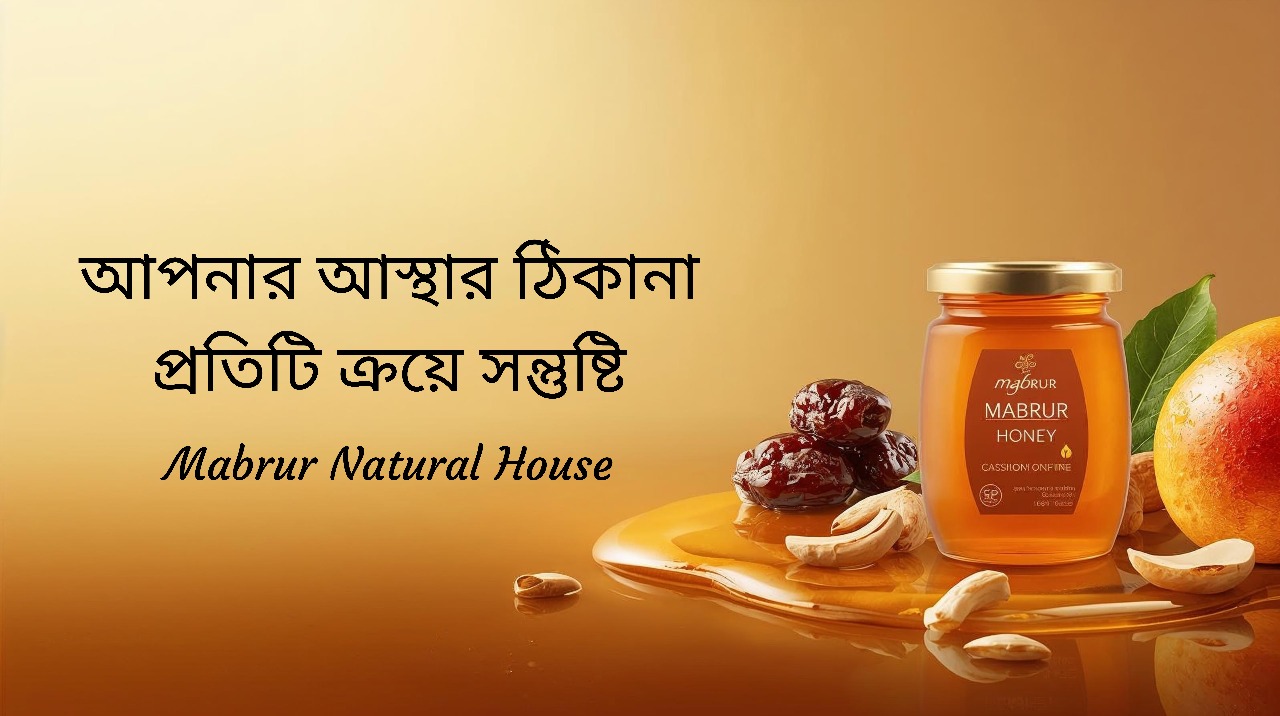 আপনার আস্থার ঠিকানা
প্রতিটি ক্রয়ে সন্তুষ্টি
Mabrur Natural House
mabRUR
MABRUR
HONEY